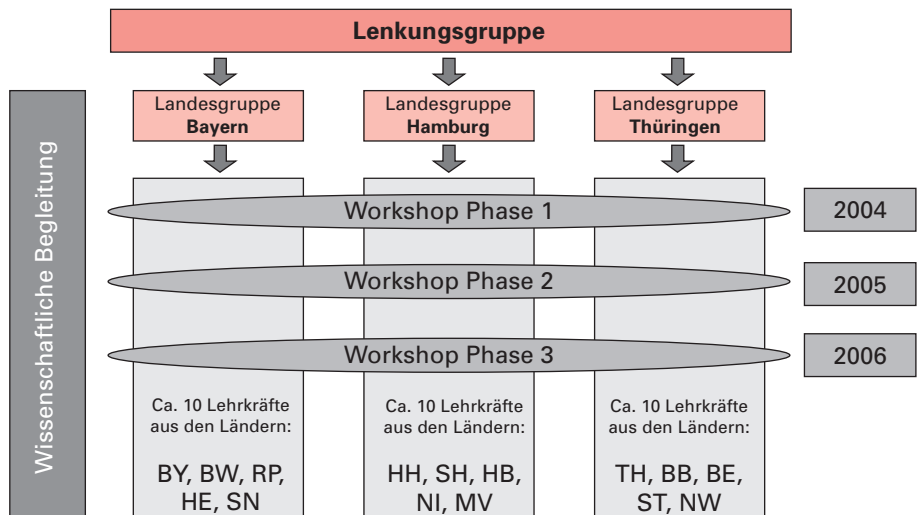 Lenkungsgruppe
Wissenschaftliche Begleitung
Landesgruppe
Bayern
Landesgruppe
Hamburg
Landesgruppe
Thüringen
Workshop Phase 1
2004
Workshop Phase 2
2005
Workshop Phase 3
2006
Ca. 10 Lehrkräfte
aus den Ländern:
BY, BW, RP,
HE, SN
Ca. 10 Lehrkräfte
aus den Ländern:
HH, SH, HB,
NI, MV
Ca. 10 Lehrkräfte
aus den Ländern:
TH, BB, BE,
ST, NW